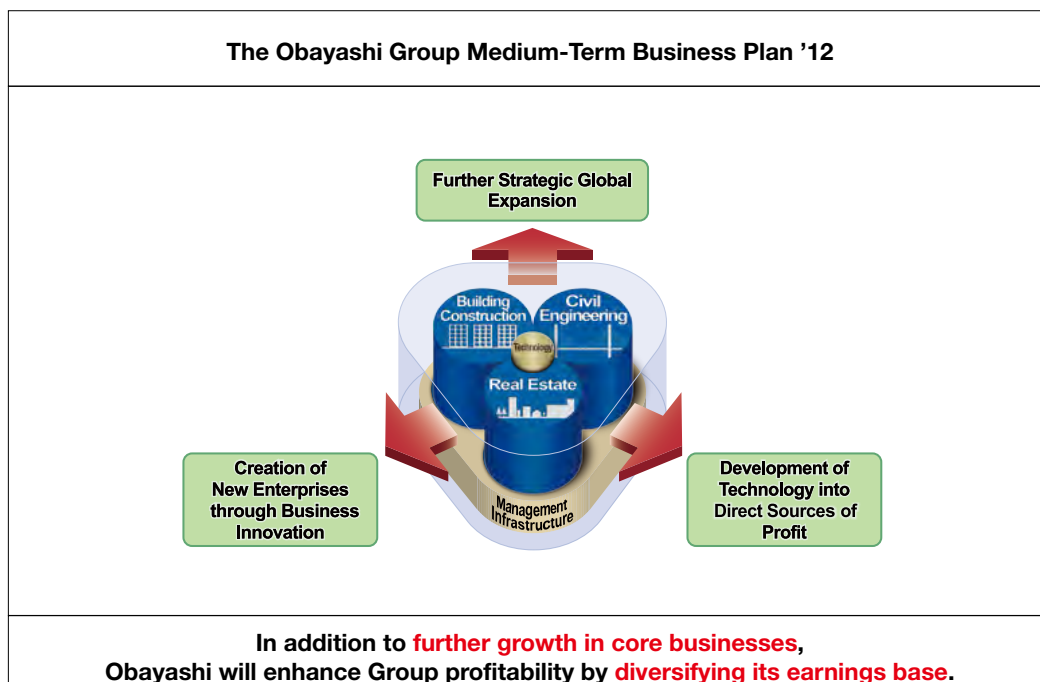 The Obayashi Group Medium-Term Business Plan ’12
Further Strategic Global
Expansion
Building
Construction
Civil
Engineering
Technology
Real Estate
Management
Infrastructure
Creation of
New Enterprises
through Business
Innovation
Development of
Technology into
Direct Sources of
Profit
In addition to further growth in core businesses,
Obayashi will enhance Group profitability by diversifying its earnings base.